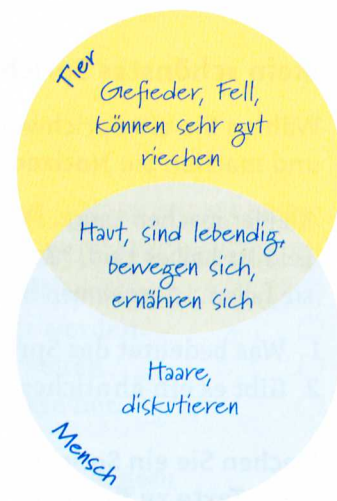 Tier
Gefieder, Fell,
können sehr gut
riechen
Haut, sind lebendig,
bewegen sich,
ernähren sich
Haare,
diskutieren
Mensch